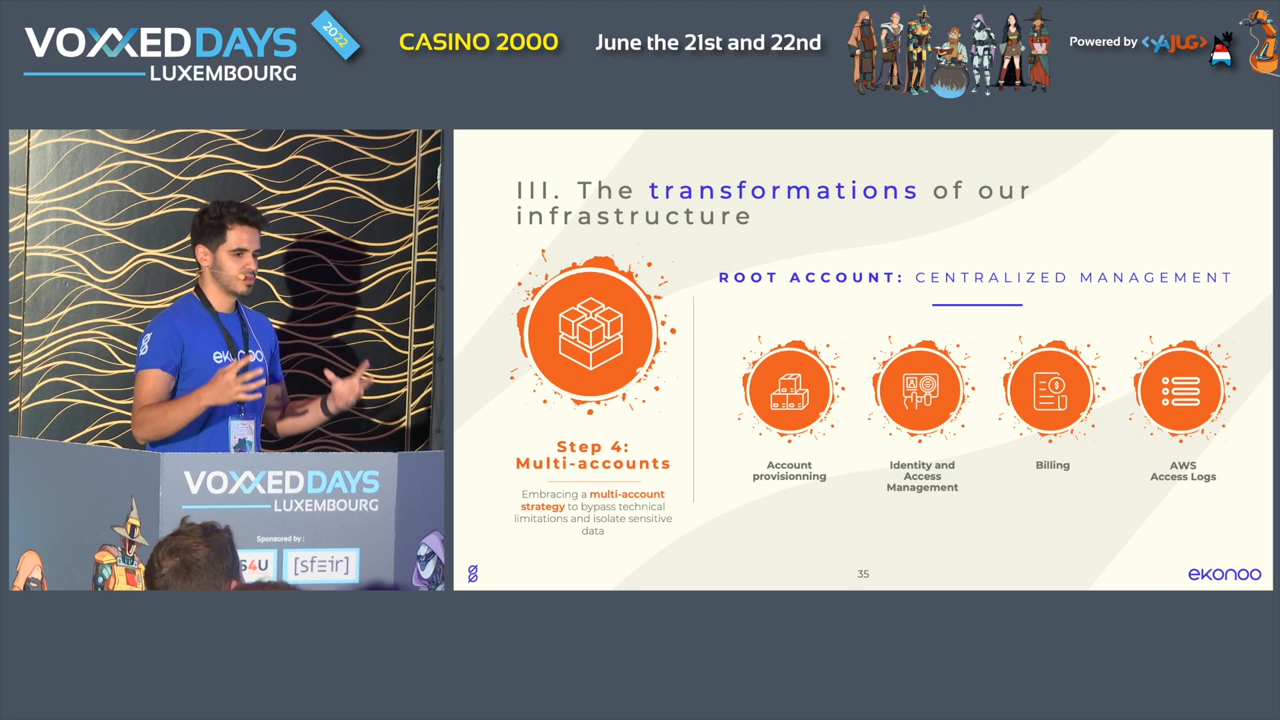 VOXXED DAYS
LUXEMBOURG
2022
CASINO 2000
June the 21st and 22nd
Powered by <YAJUG>
ekonoo
VOXXED DAYS
LUXEMBOURG
Sponsored by :
S4U
[sfeir]
III. The transformations of our
infrastructure
Step 4:
Multi-accounts
Embracing a multi-account
strategy to bypass technical
limitations and isolate sensitive
data
ROOT ACCOUNT: CENTRALIZED MANAGEMENT
Account
provisionning
Identity and
Access
Management
Billing
AWS
Access Logs
35
ekonoo